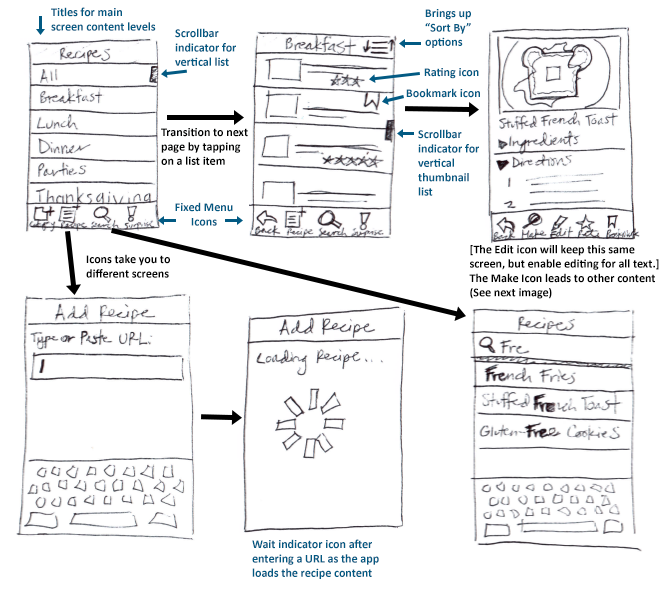 Titles for main
screen content levels
Recipes
All
Breakfast
Lunch
Dinner
Parties
Thanksgiving
Category Recipe Search Surprise
Scrollbar
indicator for
vertical list
Transition to next
page by tapping
on a list item
Fixed Menu
Icons
Breakfast
Back Recipe Search Surprise
Brings up
“Sort By”
options
Rating icon
Bookmark icon
Scrollbar
indicator for
vertical
thumbnail
list
Stuffed French Toast
Ingredients
Directions
1
2
Back Make Edit Rate Bookmark
[The Edit icon will keep this same
screen, but enable editing for all text.]
The Make Icon leads to other content
(See next image)
Icons take you to
different screens
Add Recipe
Type or Paste URL:
Add Recipe
Loading Recipe...
Wait indicator icon after
entering a URL as the app
loads the recipe content
Recipes
Fre
French Fries
Stuffed French Toast
Gluten-Free Cookies